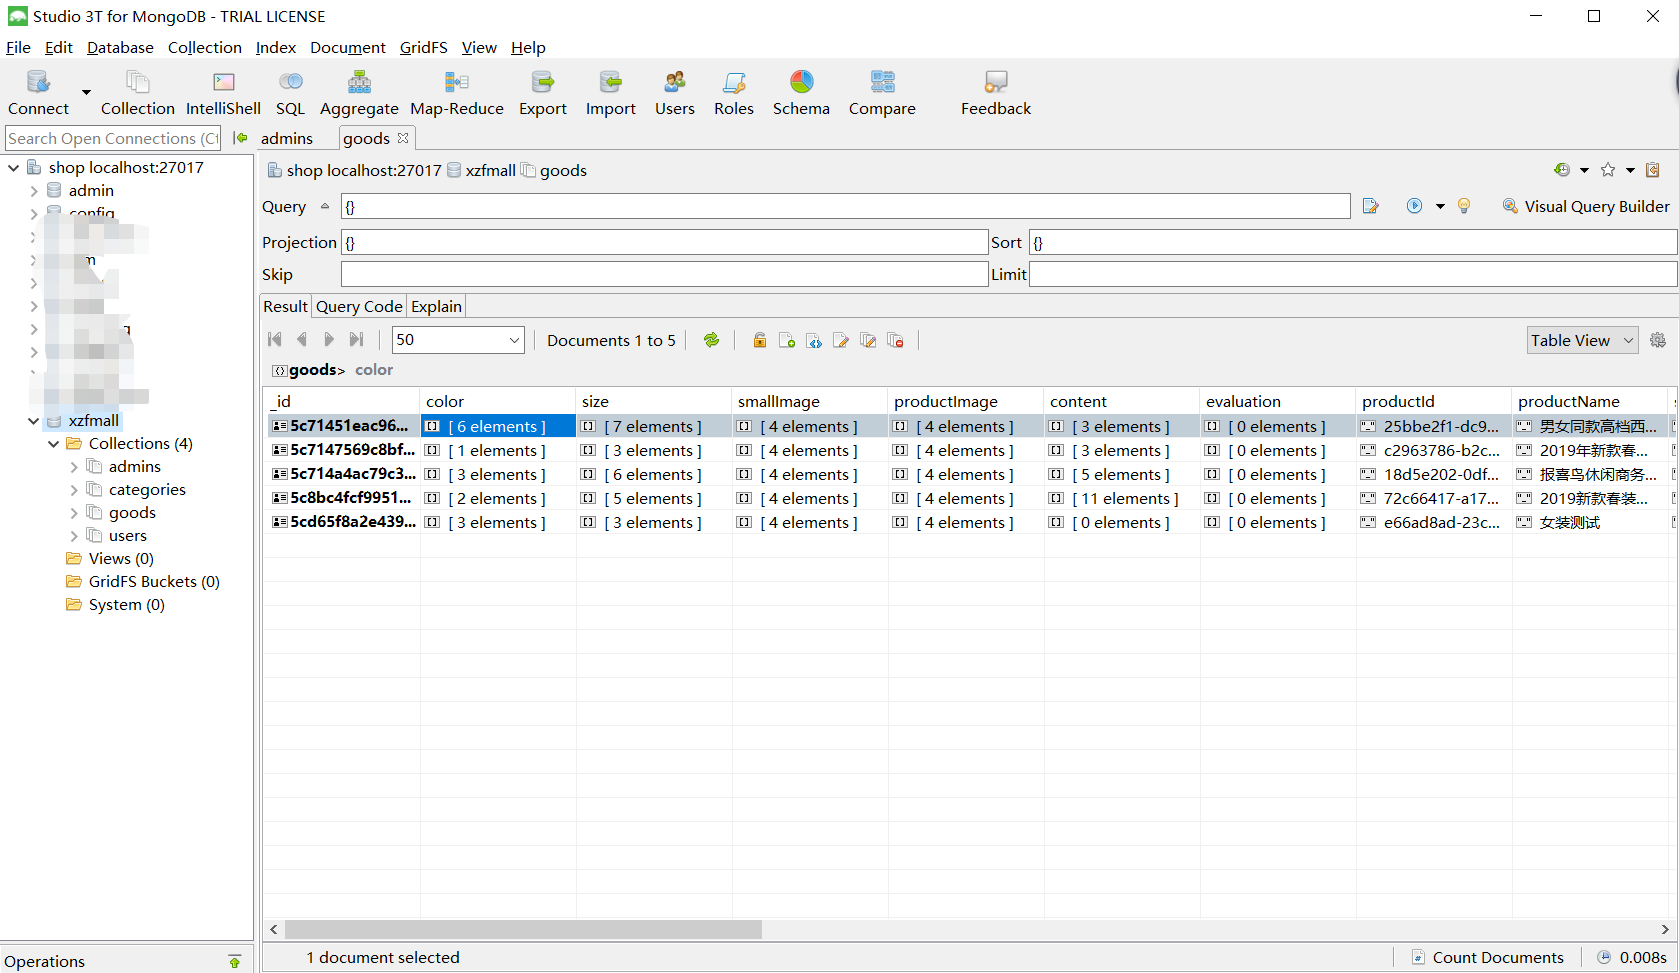 Studio 3T for MongoDB - TRIAL LICENSE
File Edit Database Collection Index Document GridFS View Help
Connect Collection IntelliShell SQL Aggregate Map-Reduce Export Import Users Roles Schema Compare Feedback
Search Open Connections (Ct
admins goods
shop localhost:27017
admin
config
xzfmall
Collections (4)
admins
categories
goods
users
Views (0)
GridFS Buckets (0)
System (0)
Operations
shop localhost:27017 xzfmall goods
Query {} Visual Query Builder
Projection {} Sort {}
Skip Limit
Result Query Code Explain
50 Documents 1 to 5 Table View
goods> color
_id color size smallImage productImage content evaluation productId productName
5c71451eac96... [ 6 elements ] [ 7 elements ] [ 4 elements ] [ 4 elements ] [ 3 elements ] [ 0 elements ] 25bbe2f1-dc9... 男女同款高档西...
5c7147569c8bf... [ 1 elements ] [ 3 elements ] [ 4 elements ] [ 4 elements ] [ 3 elements ] [ 0 elements ] c2963786-b2c... 2019年新款春...
5c714a4ac79c3... [ 3 elements ] [ 6 elements ] [ 4 elements ] [ 4 elements ] [ 5 elements ] [ 0 elements ] 18d5e202-0df... 报喜鸟休闲商务...
5c8bc4fcf9951... [ 2 elements ] [ 5 elements ] [ 4 elements ] [ 4 elements ] [ 11 elements ] [ 0 elements ] 72c66417-a17... 2019新款春装...
5cd65f8a2e439... [ 3 elements ] [ 3 elements ] [ 4 elements ] [ 4 elements ] [ 0 elements ] [ 0 elements ] e66ad8ad-23c... 女装测试
1 document selected Count Documents 0.008s